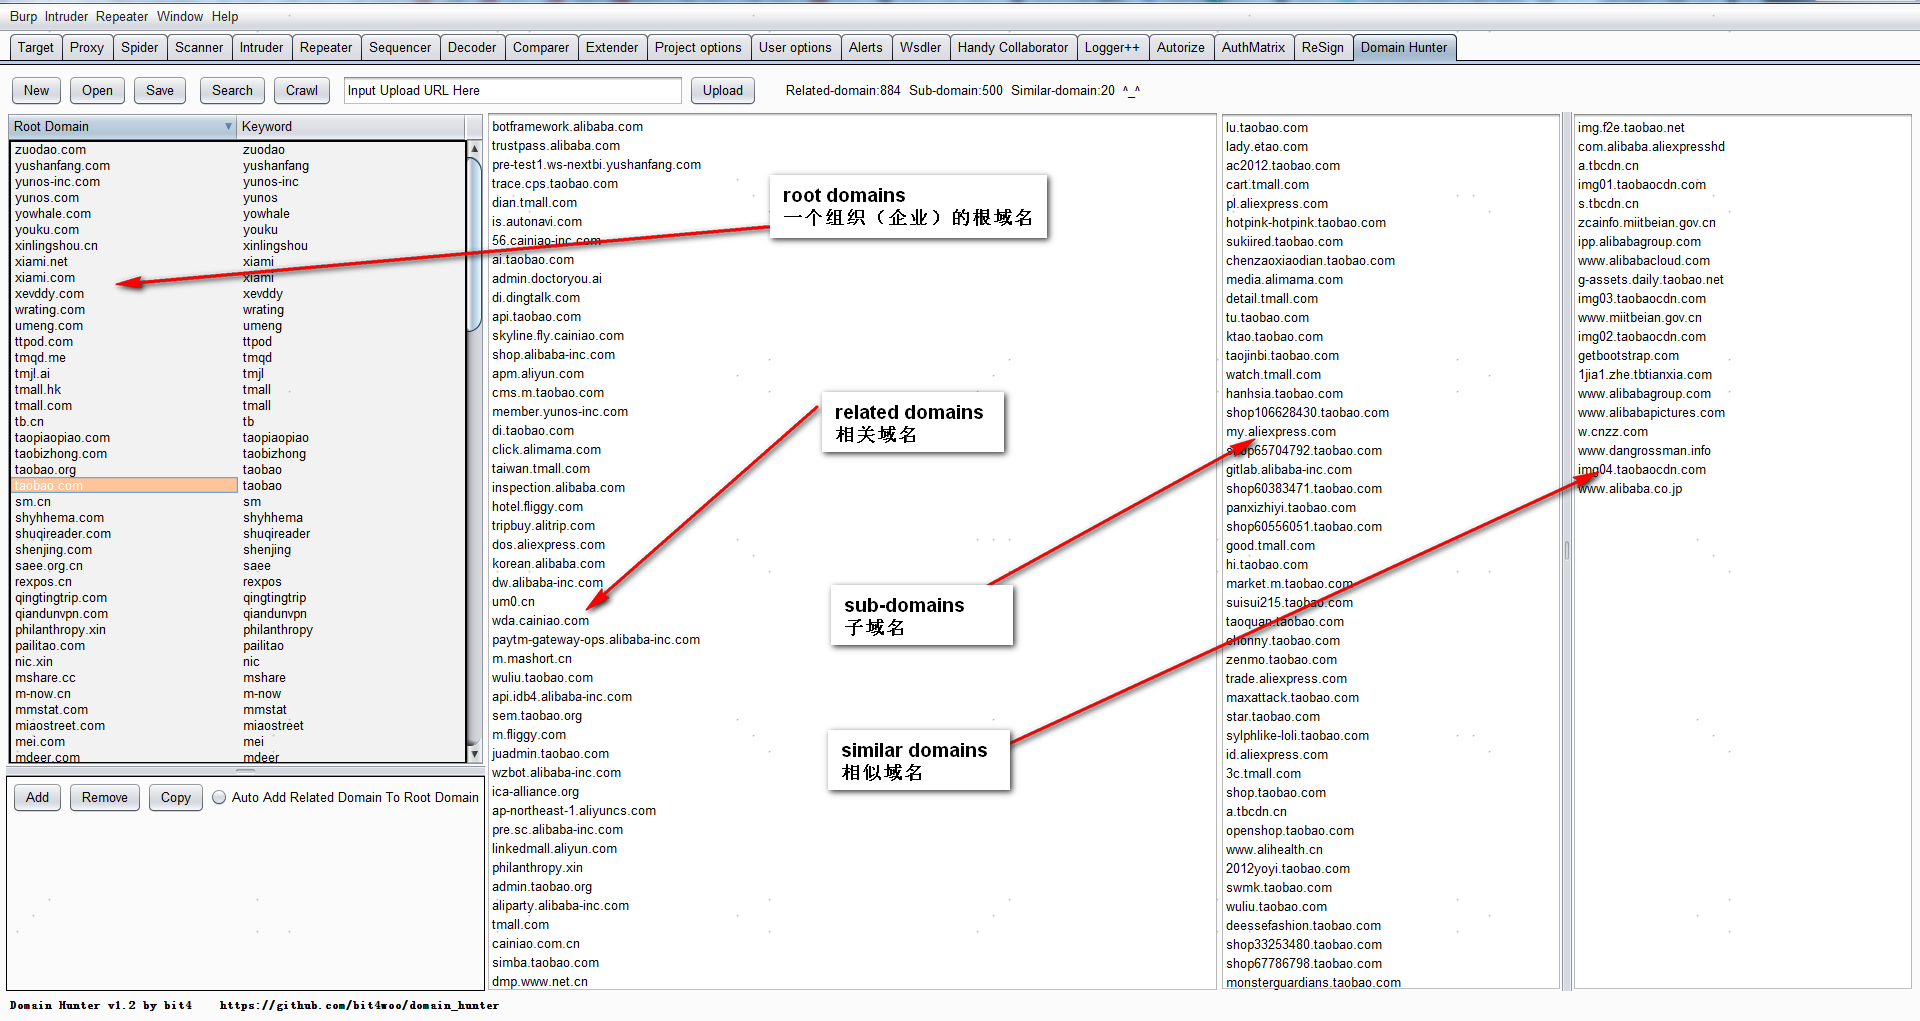 Burp Intruder Repeater Window Help
Target Proxy Spider Scanner Intruder Repeater Sequencer Decoder Comparer Extender Project options User options Alerts Wsdler Handy Collaborator Logger++ Autorize AuthMatrix ReSign Domain Hunter
New Open Save Search Crawl Input Upload URL Here Upload Related-domain:884 Sub-domain:500 Similar-domain:20 ^_^
Root Domain Keyword
zuodao.com zuodao
yushanfang.com yushanfang
yunos-inc.com yunos-inc
yunos.com yunos
yowhale.com yowhale
youku.com youku
xinlingshou.cn xinlingshou
xiami.net xiami
xiami.com xiami
xevddy.com xevddy
wrating.com wrating
umeng.com umeng
ttpod.com ttpod
tmqd.me tmqd
tmjl.ai tmjl
tmall.hk tmall
tmall.com tmall
tb.cn tb
taopiaopiao.com taopiaopiao
taobizhong.com taobizhong
taobao.org taobao
taobao.com taobao
sm.cn sm
shyhhema.com shyhhema
shuqireader.com shuqireader
shenjing.com shenjing
saee.org.cn saee
rexpos.cn rexpos
qingtingtrip.com qingtingtrip
qiandunvpn.com qiandunvpn
philanthropy.xin philanthropy
pailitao.com pailitao
nic.xin nic
mshare.cc mshare
m-now.cn m-now
mmstat.com mmstat
miaostreet.com miaostreet
mei.com mei
mdeer.com mdeer
Add Remove Copy Auto Add Related Domain To Root Domain
botframework.alibaba.com
trustpass.alibaba.com
pre-test1.ws-nextbi.yushanfang.com
trace.cps.taobao.com
dian.tmall.com
is.autonavi.com
56.cainiao-inc.com
ai.taobao.com
admin.doctoryou.ai
di.dingtalk.com
api.taobao.com
skyline.fly.cainiao.com
shop.alibaba-inc.com
apm.aliyun.com
cms.m.taobao.com
member.yunos-inc.com
di.taobao.com
click.alimama.com
taiwan.tmall.com
inspection.alibaba.com
hotel.fliggy.com
tripbuy.alitrip.com
dos.aliexpress.com
korean.alibaba.com
dw.alibaba-inc.com
um0.cn
wda.cainiao.com
paytm-gateway-ops.alibaba-inc.com
m.mashort.cn
wuliu.taobao.com
api.idb4.alibaba-inc.com
sem.taobao.org
m.fliggy.com
juadmin.taobao.com
wzbot.alibaba-inc.com
ica-alliance.org
ap-northeast-1.aliyuncs.com
pre.sc.alibaba-inc.com
linkedmall.aliyun.com
philanthropy.xin
admin.taobao.org
aliparty.alibaba-inc.com
tmall.com
cainiao.com.cn
simba.taobao.com
dmp.www.net.cn
root domains
一个组织（企业）的根域名
related domains
相关域名
sub-domains
子域名
similar domains
相似域名
lu.taobao.com
lady.etao.com
ac2012.taobao.com
cart.tmall.com
pl.aliexpress.com
hotpink-hotpink.taobao.com
sukiired.taobao.com
chenzaoxiaodian.taobao.com
media.alimama.com
detail.tmall.com
tu.taobao.com
ktao.taobao.com
taojinbi.taobao.com
watch.tmall.com
hanhsia.taobao.com
shop106628430.taobao.com
my.aliexpress.com
shop65704792.taobao.com
gitlab.alibaba-inc.com
shop60383471.taobao.com
panxizhiyi.taobao.com
shop60556051.taobao.com
good.tmall.com
hi.taobao.com
market.m.taobao.com
suisui215.taobao.com
taoquan.taobao.com
chonny.taobao.com
zenmo.taobao.com
trade.aliexpress.com
maxattack.taobao.com
star.taobao.com
sylphlike-loli.taobao.com
id.aliexpress.com
3c.tmall.com
shop.taobao.com
a.tbcdn.cn
openshop.taobao.com
www.alihealth.cn
2012yoyi.taobao.com
swmk.taobao.com
wuliu.taobao.com
deessefashion.taobao.com
shop33253480.taobao.com
shop67786798.taobao.com
monsterguardians.taobao.com
img.f2e.taobao.net
com.alibaba.aliexpresshd
a.tbcdn.cn
img01.taobaocdn.com
s.tbcdn.cn
zcainfo.miitbeian.gov.cn
ipp.alibabagroup.com
www.alibabacloud.com
g-assets.daily.taobao.net
img03.taobaocdn.com
www.miitbeian.gov.cn
img02.taobaocdn.com
getbootstrap.com
1jia1.zhe.tbtianxia.com
www.alibabagroup.com
www.alibabapictures.com
w.cnzz.com
www.dangrossman.info
img04.taobaocdn.com
www.alibaba.co.jp
Domain Hunter v1.2 by bit4 https://github.com/bit4woo/domain_hunter